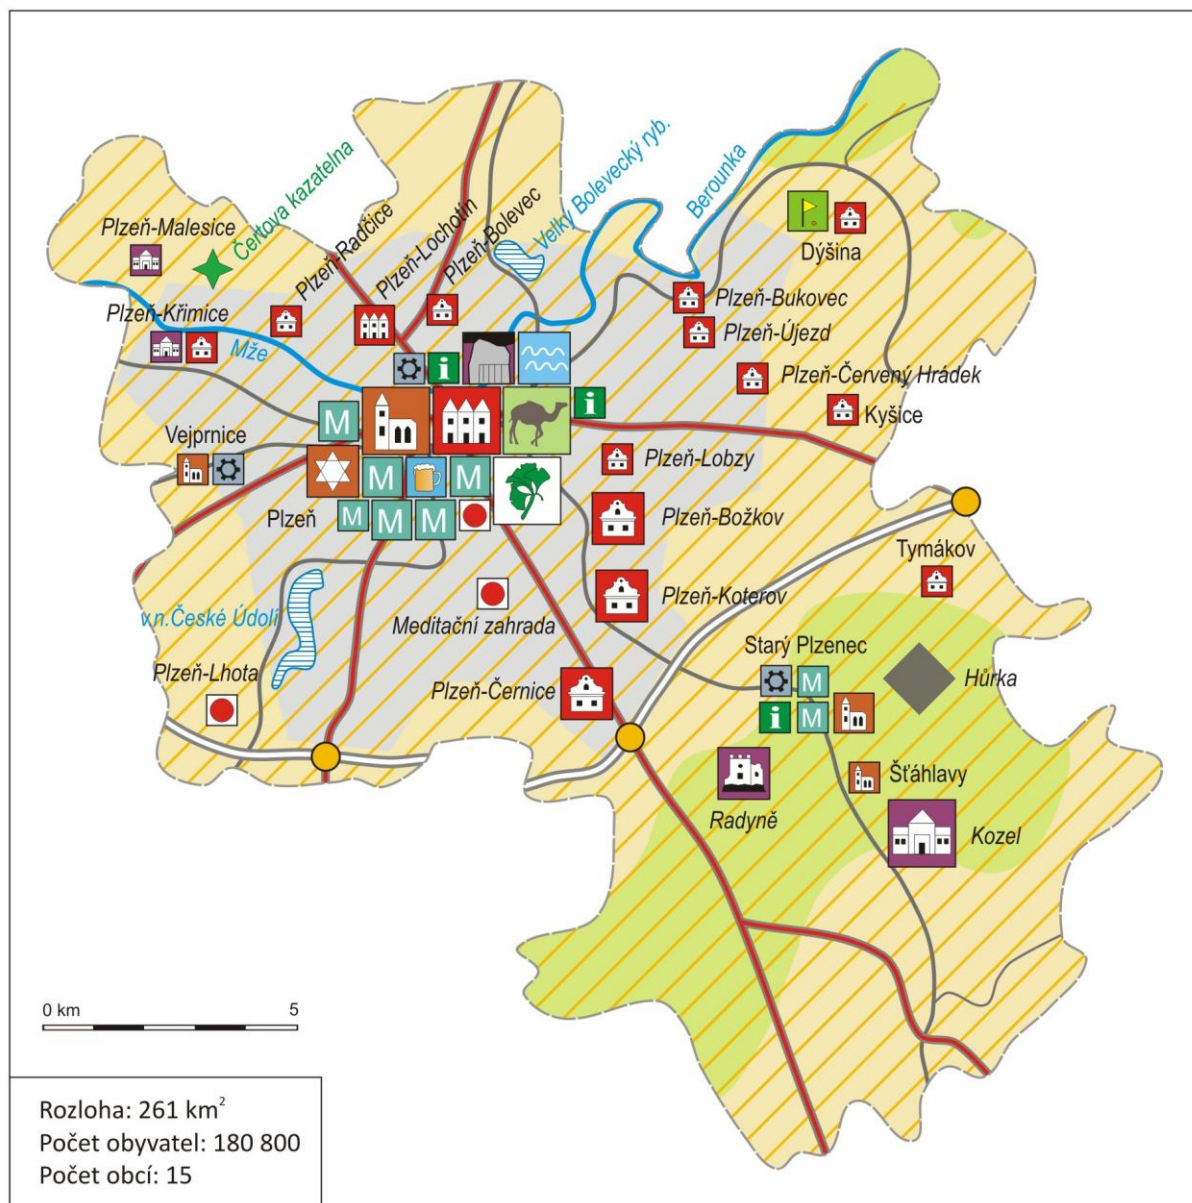 Čertova kazatelna
Velký Bolevecký ryb.
Berounka
Plzeň-Malesice
Plzeň-Radčice
Plzeň-Lochotín
Plzeň-Bolevec
Dýšina
Plzeň-Křimice
Mže
Plzeň-Bukovec
Plzeň-Újezd
i
Plzeň-Červený Hrádek
i
Kyšice
M
Vejprnice
Plzeň-Lobzy
M
M
Plzeň
M
M
M
Plzeň-Božkov
Tymákov
Plzeň-Koterov
v.n.České Údolí
Meditační zahrada
Plzeň-Lhota
Plzeň-Černice
Starý Plzenec
M
i
M
Hůrka
Radyně
Šťáhlavy
Kozel
0 km 5
Rozloha: 261 km²
Počet obyvatel: 180 800
Počet obcí: 15